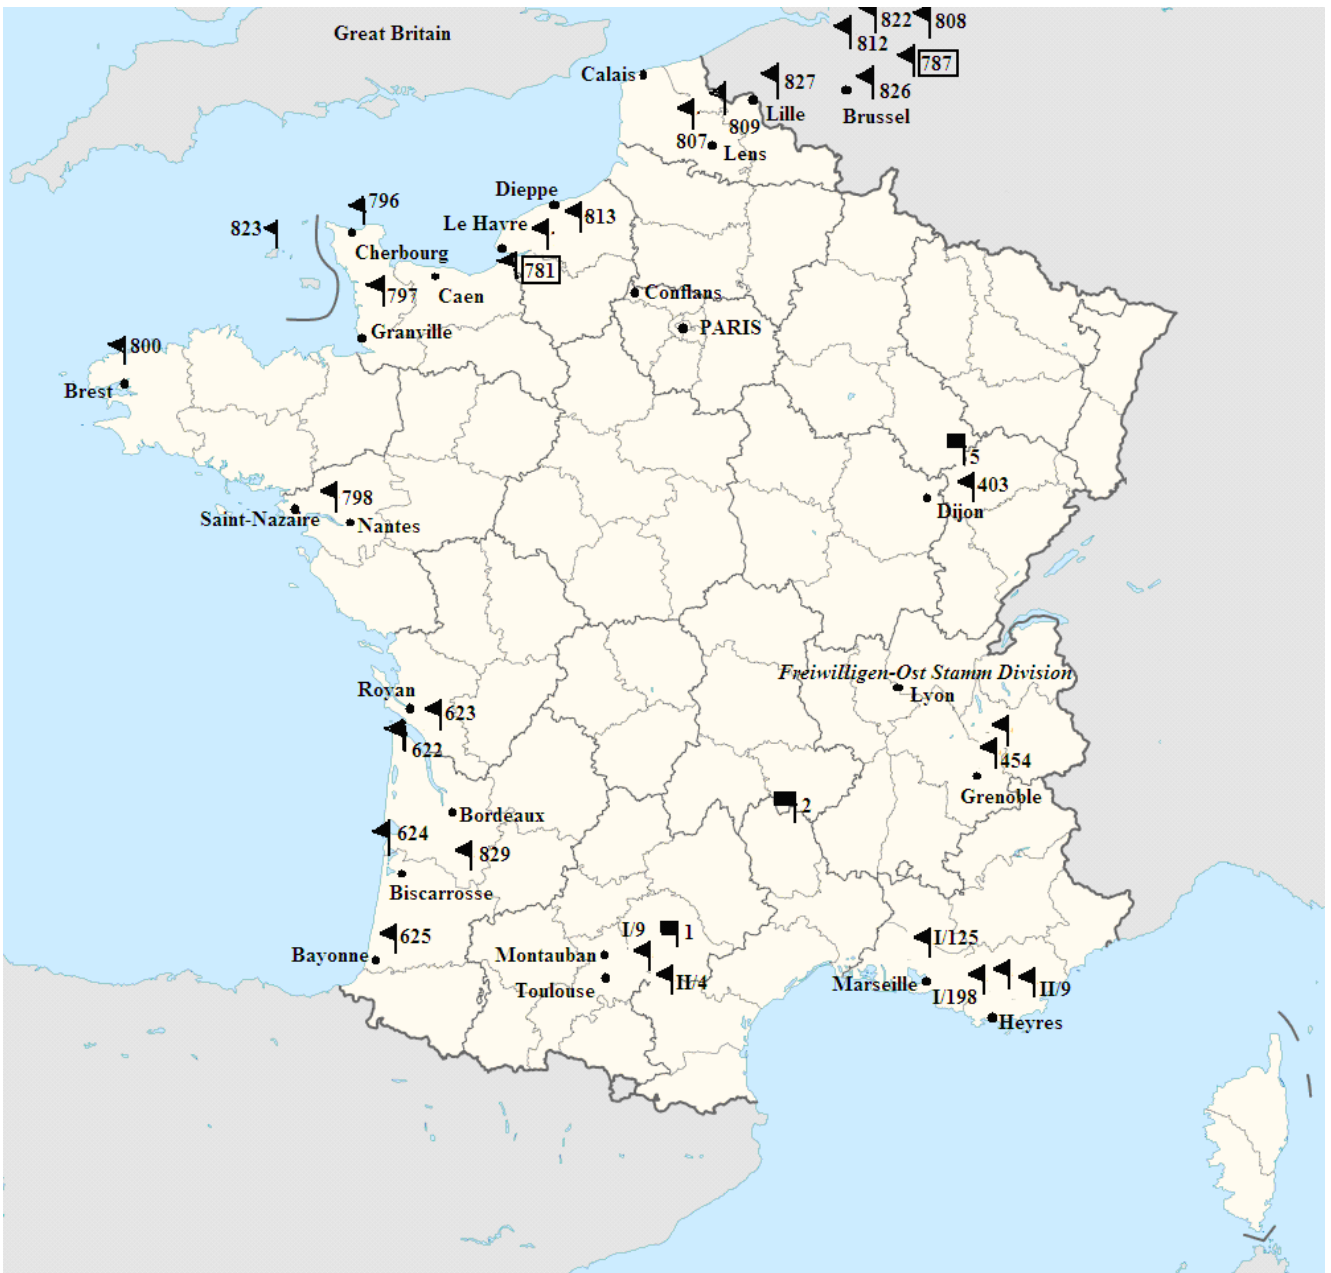 Great Britain
822
808
812
787
Calais
827
826
Lille
Brussel
809
807
Lens
Dieppe
796
813
823
Le Havre
Cherbourg
781
797
Caen
Conflans
Granville
PARIS
800
Brest
5
403
798
Dijon
Saint-Nazaire
Nantes
Freiwilligen-Ost Stamm Division
Royan
Lyon
623
622
454
Grenoble
2
Bordeaux
624
829
Biscarrosse
I/9
1
625
I/125
Bayonne
Montauban
Toulouse
II/4
Marseille
I/198
II/9
Heyres